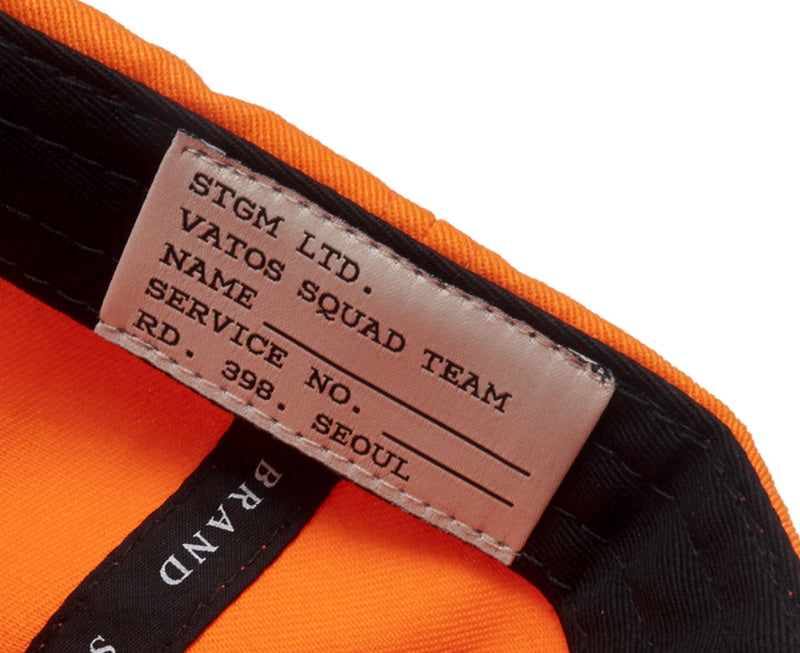 STGM LTD.
VATOS SQUAD TEAM
NAME
SERVICE NO.
RD. 398. SEOUL
BRAND
S